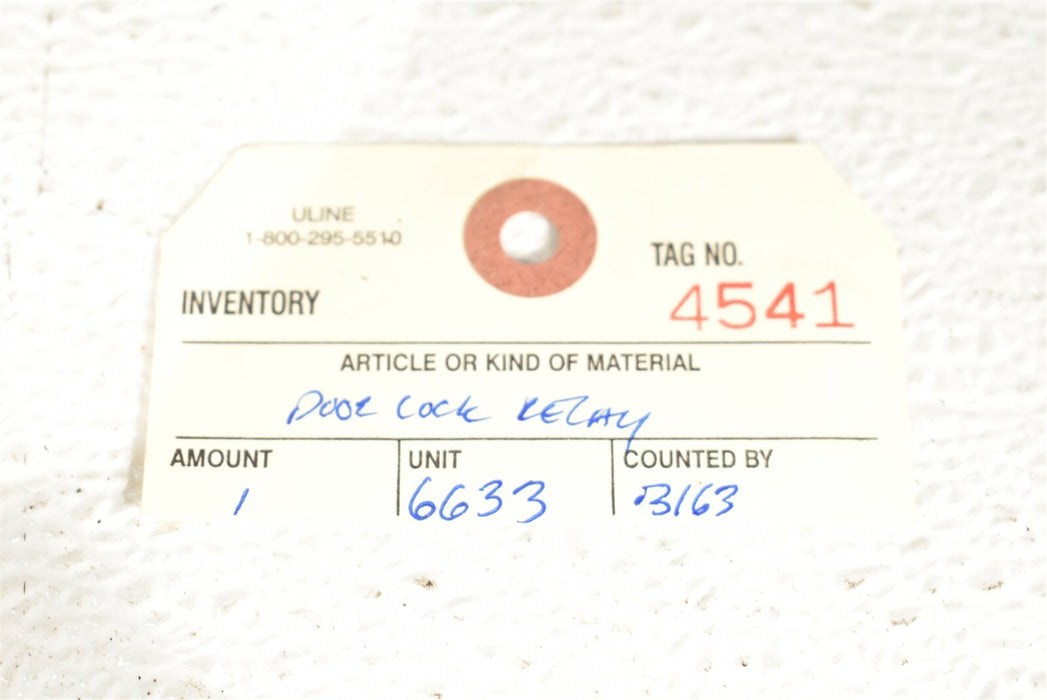 ULINE
1-800-295-5510
TAG NO.
INVENTORY 4541
ARTICLE OR KIND OF MATERIAL
DOOR LOCK RELAY
AMOUNT UNIT COUNTED BY
1 6633 3163